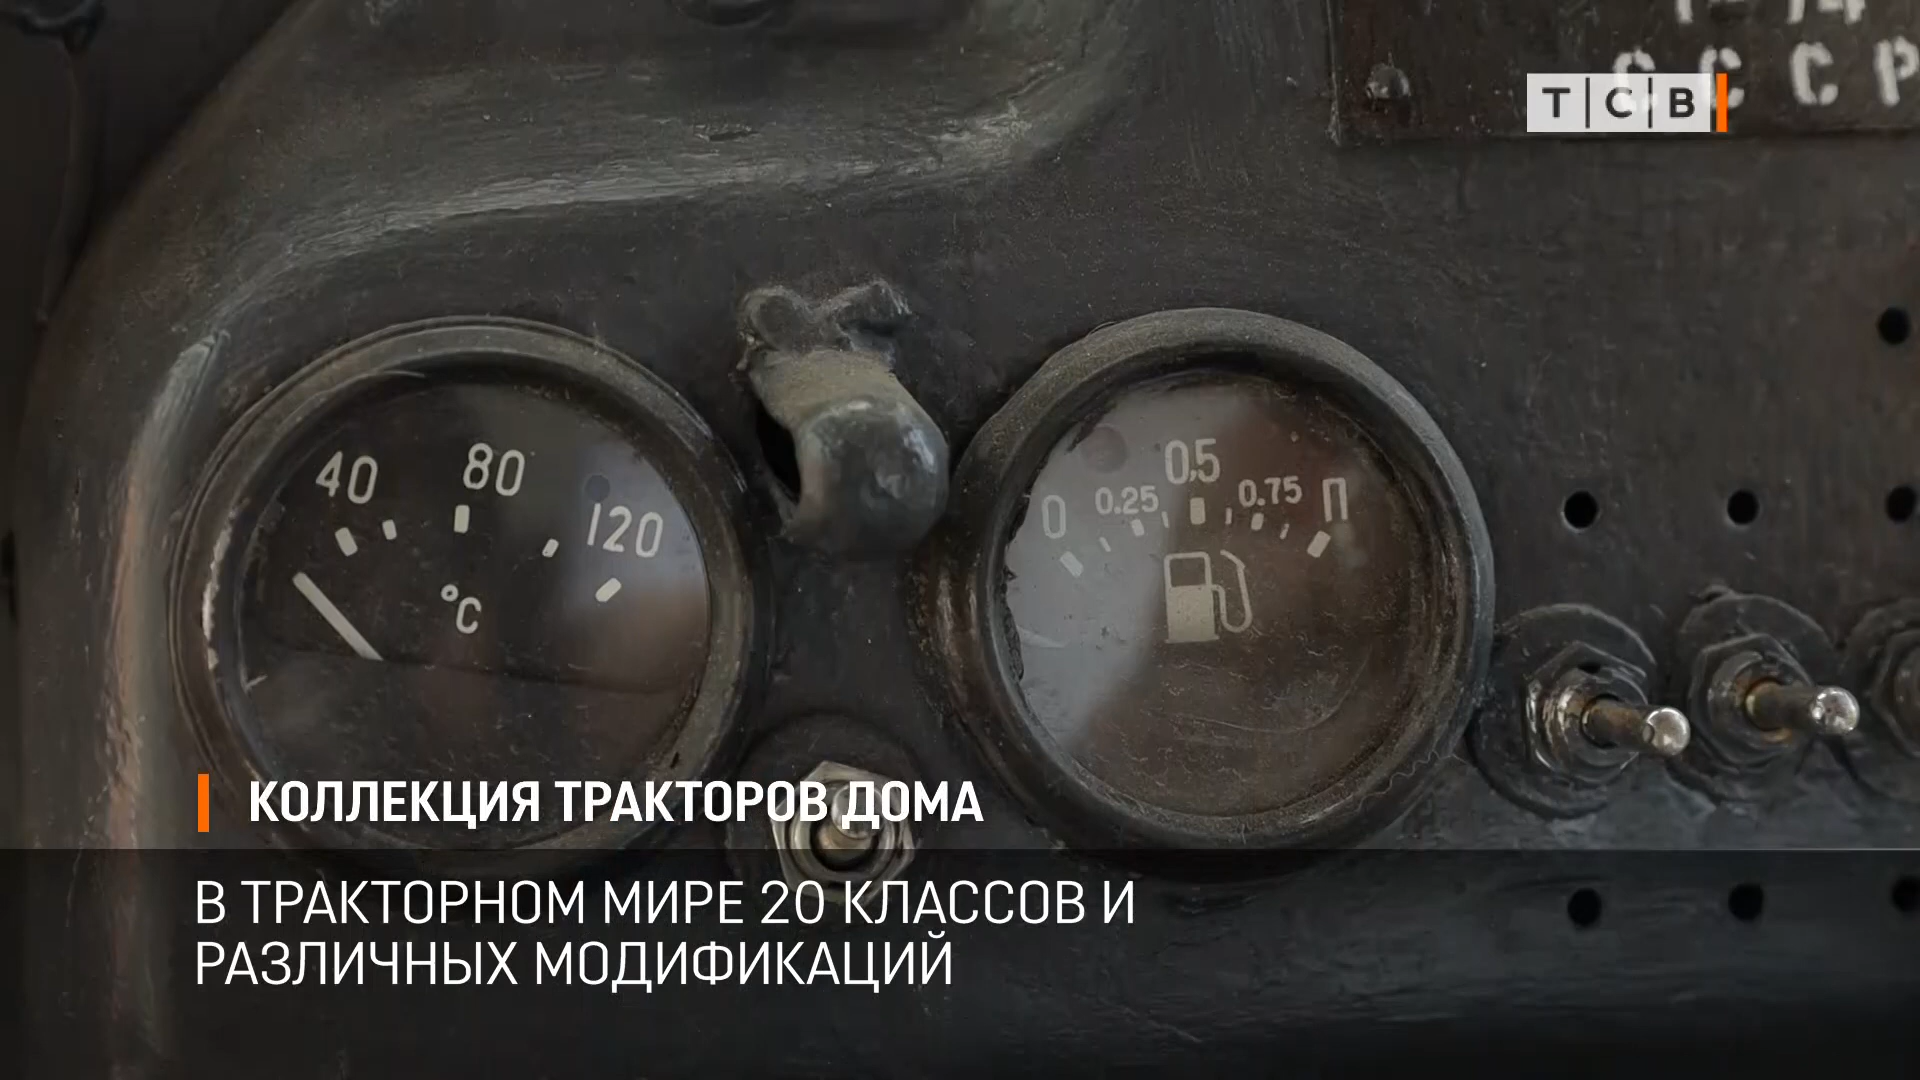 СССР
ТСВ
40 80 120
°C
0 0.25 0,5 0.75 П
КОЛЛЕКЦИЯ ТРАКТОРОВ ДОМА
В ТРАКТОРНОМ МИРЕ 20 КЛАССОВ И
РАЗЛИЧНЫХ МОДИФИКАЦИЙ